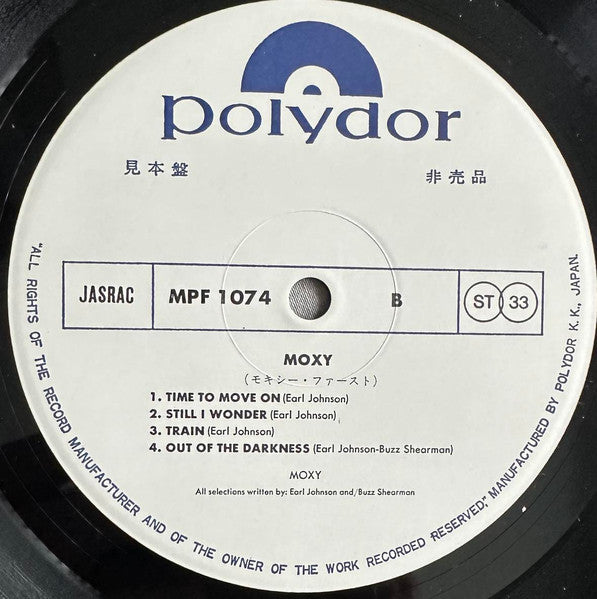 polydor
見本盤
非売品
JASRAC
MPF 1074
B
ST 33
MOXY
(モキシー・ファースト)
1. TIME TO MOVE ON (Earl Johnson)
2. STILL I WONDER (Earl Johnson)
3. TRAIN (Earl Johnson)
4. OUT OF THE DARKNESS (Earl Johnson-Buzz Shearman)
MOXY
All selections written by: Earl Johnson and/Buzz Shearman
"ALL RIGHTS OF THE RECORD MANUFACTURER AND OF THE OWNER OF THE WORK RECORDED RESERVED," MANUFACTURED BY POLYDOR K.K., JAPAN.